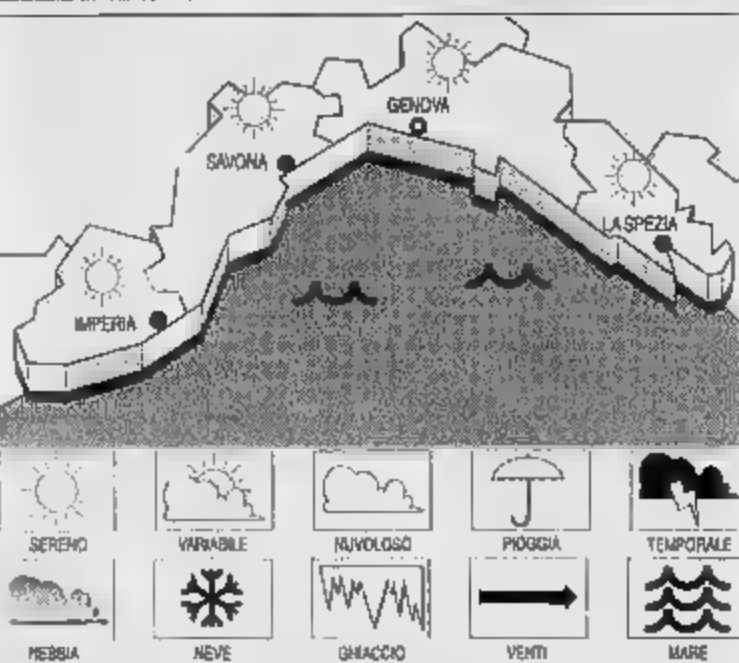 GENOVA
SAVONA
LA SPEZIA
IMPERIA
SERENO VARIABILE NUVOLOSO PIOGGIA TEMPORALE
NEBBIA NEVE GHIACCIO VENTI MARE